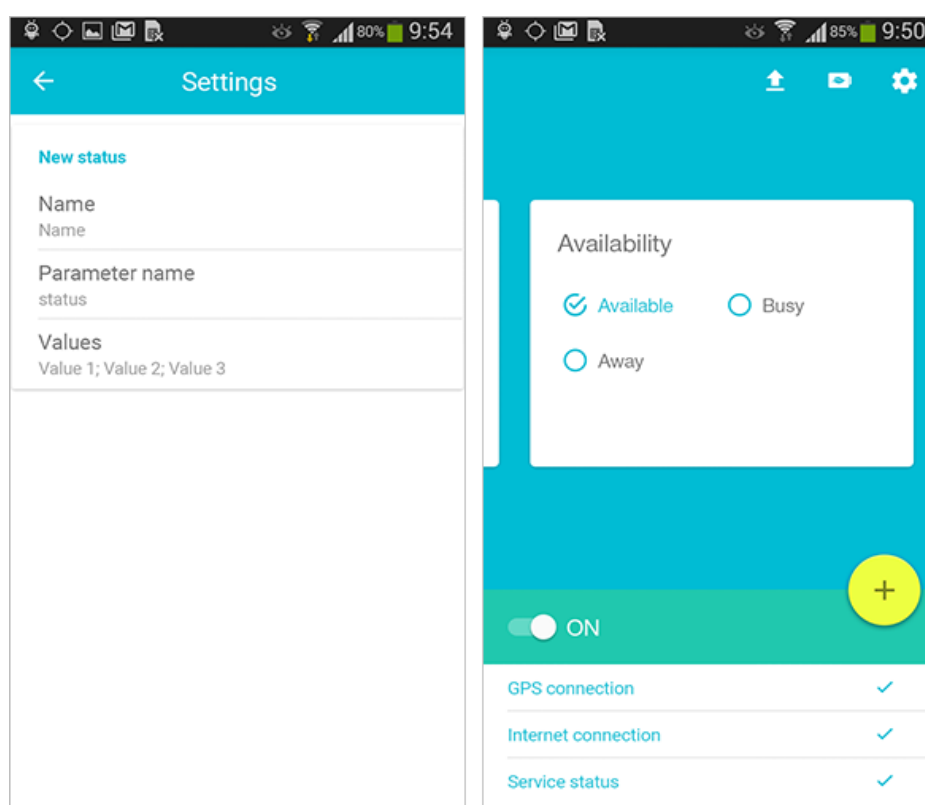 80% 9:54
Settings
New status
Name
Name
Parameter name
status
Values
Value 1; Value 2; Value 3
85% 9:50
Availability
Available
Busy
Away
ON
GPS connection
Internet connection
Service status